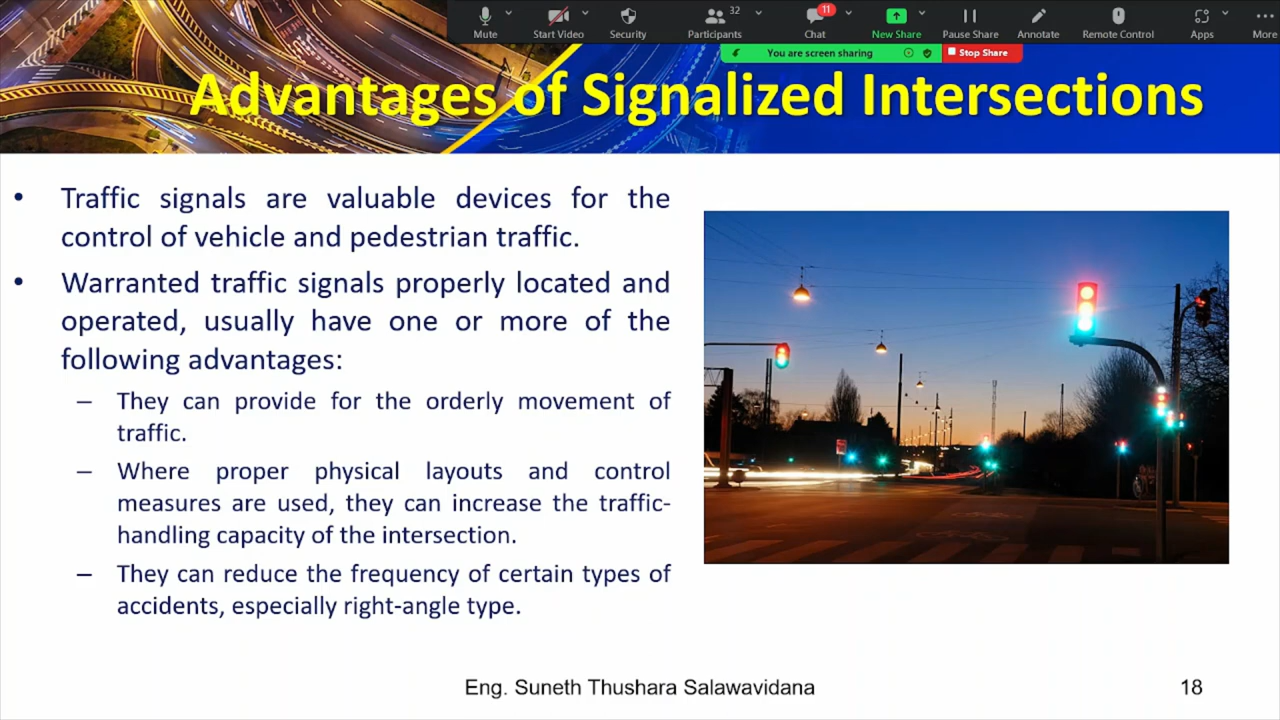 Mute
Start Video
Security
32
Participants
11
Chat
New Share
Pause Share
Annotate
Remote Control
Apps
More
You are screen sharing
Stop Share
Advantages of Signalized Intersections
• Traffic signals are valuable devices for the
control of vehicle and pedestrian traffic.
• Warranted traffic signals properly located and
operated, usually have one or more of the
following advantages:
– They can provide for the orderly movement of
traffic.
– Where proper physical layouts and control
measures are used, they can increase the traffic-
handling capacity of the intersection.
– They can reduce the frequency of certain types of
accidents, especially right-angle type.
Eng. Suneth Thushara Salawavidana
18